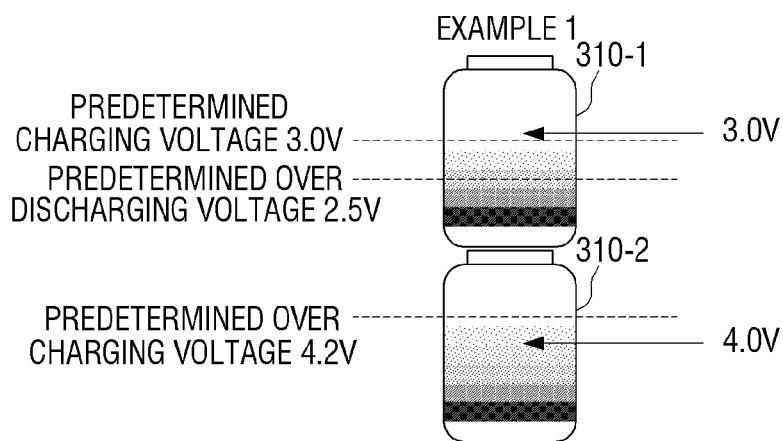 EXAMPLE 1
310-1
PREDETERMINED
CHARGING VOLTAGE 3.0V
3.0V
PREDETERMINED OVER
DISCHARGING VOLTAGE 2.5V
310-2
PREDETERMINED OVER
CHARGING VOLTAGE 4.2V
4.0V